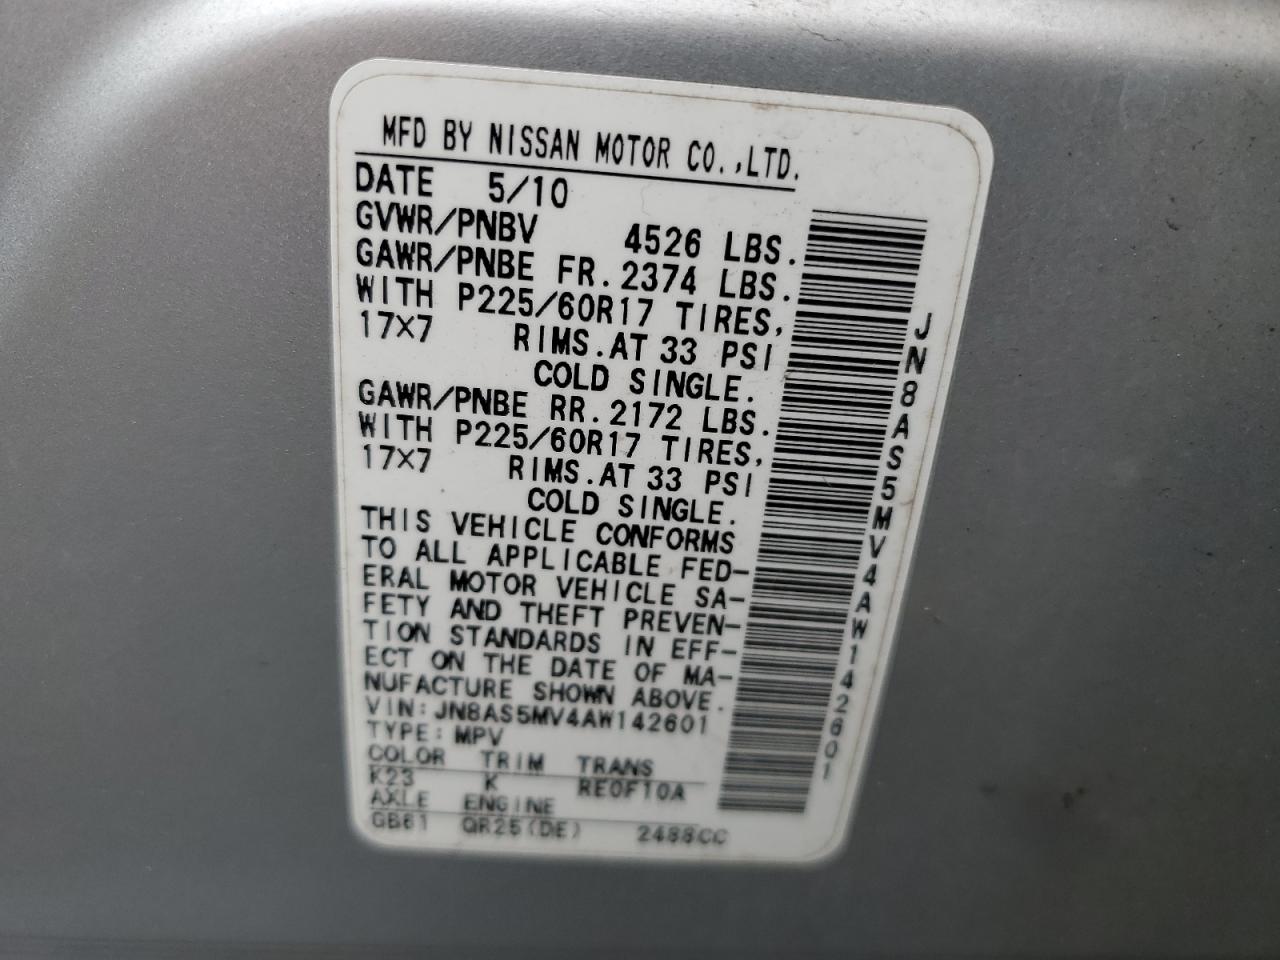 MFD BY NISSAN MOTOR CO.,LTD.
DATE 5/10
GVWR/PNBV 4526 LBS.
GAWR/PNBE FR. 2374 LBS.
WITH P225/60R17 TIRES,
17×7 RIMS.AT 33 PSI
COLD SINGLE.
GAWR/PNBE RR. 2172 LBS.
WITH P225/60R17 TIRES,
17×7 RIMS.AT 33 PSI
COLD SINGLE.
THIS VEHICLE CONFORMS
TO ALL APPLICABLE FED-
ERAL MOTOR VEHICLE SA-
FETY AND THEFT PREVEN-
TION STANDARDS IN EFF-
ECT ON THE DATE OF MA-
NUFACTURE SHOWN ABOVE.
VIN: JN8AS5MV4AW142601
TYPE: MPV
COLOR TRIM TRANS
K23 K RE0F10A
AXLE ENGINE
GB61 QR25(DE) 2488CC
JN8AS5MV4AW142601